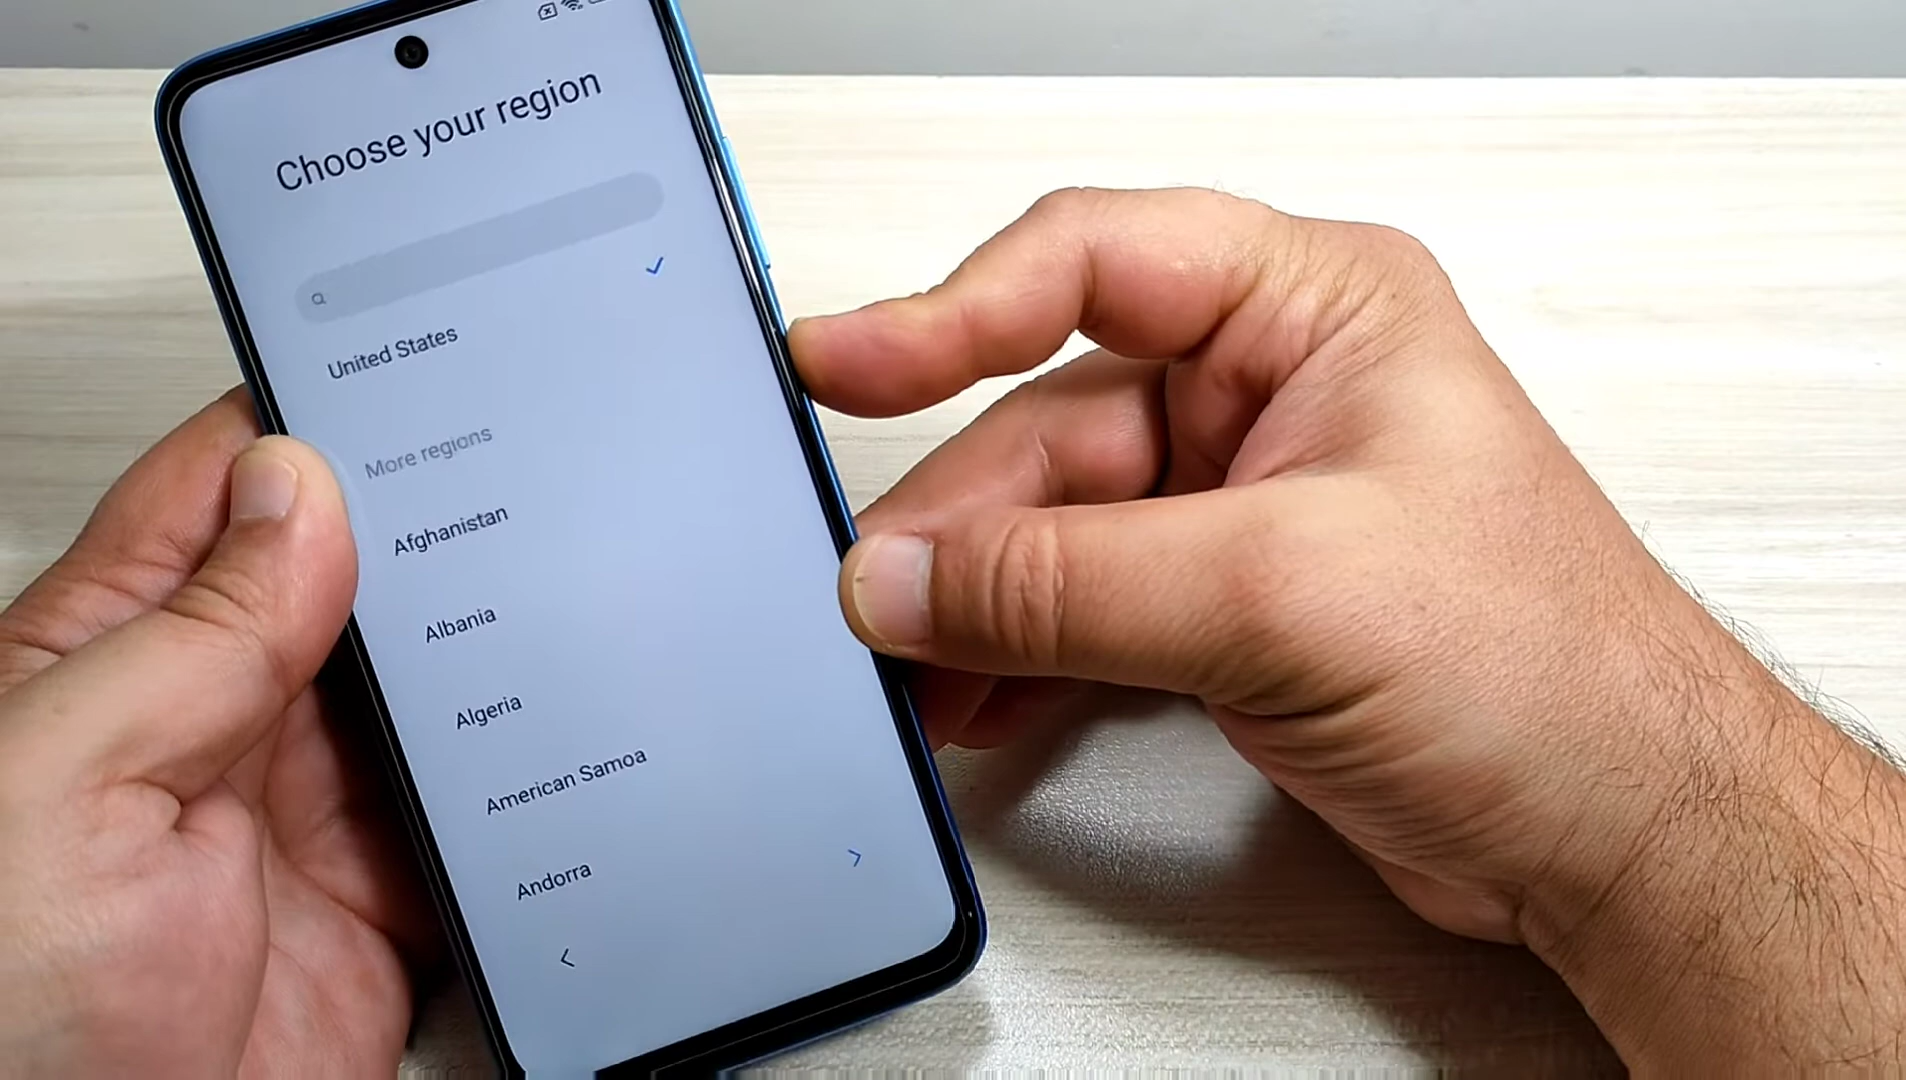 Choose your region
United States
More regions
Afghanistan
Albania
Algeria
American Samoa
Andorra